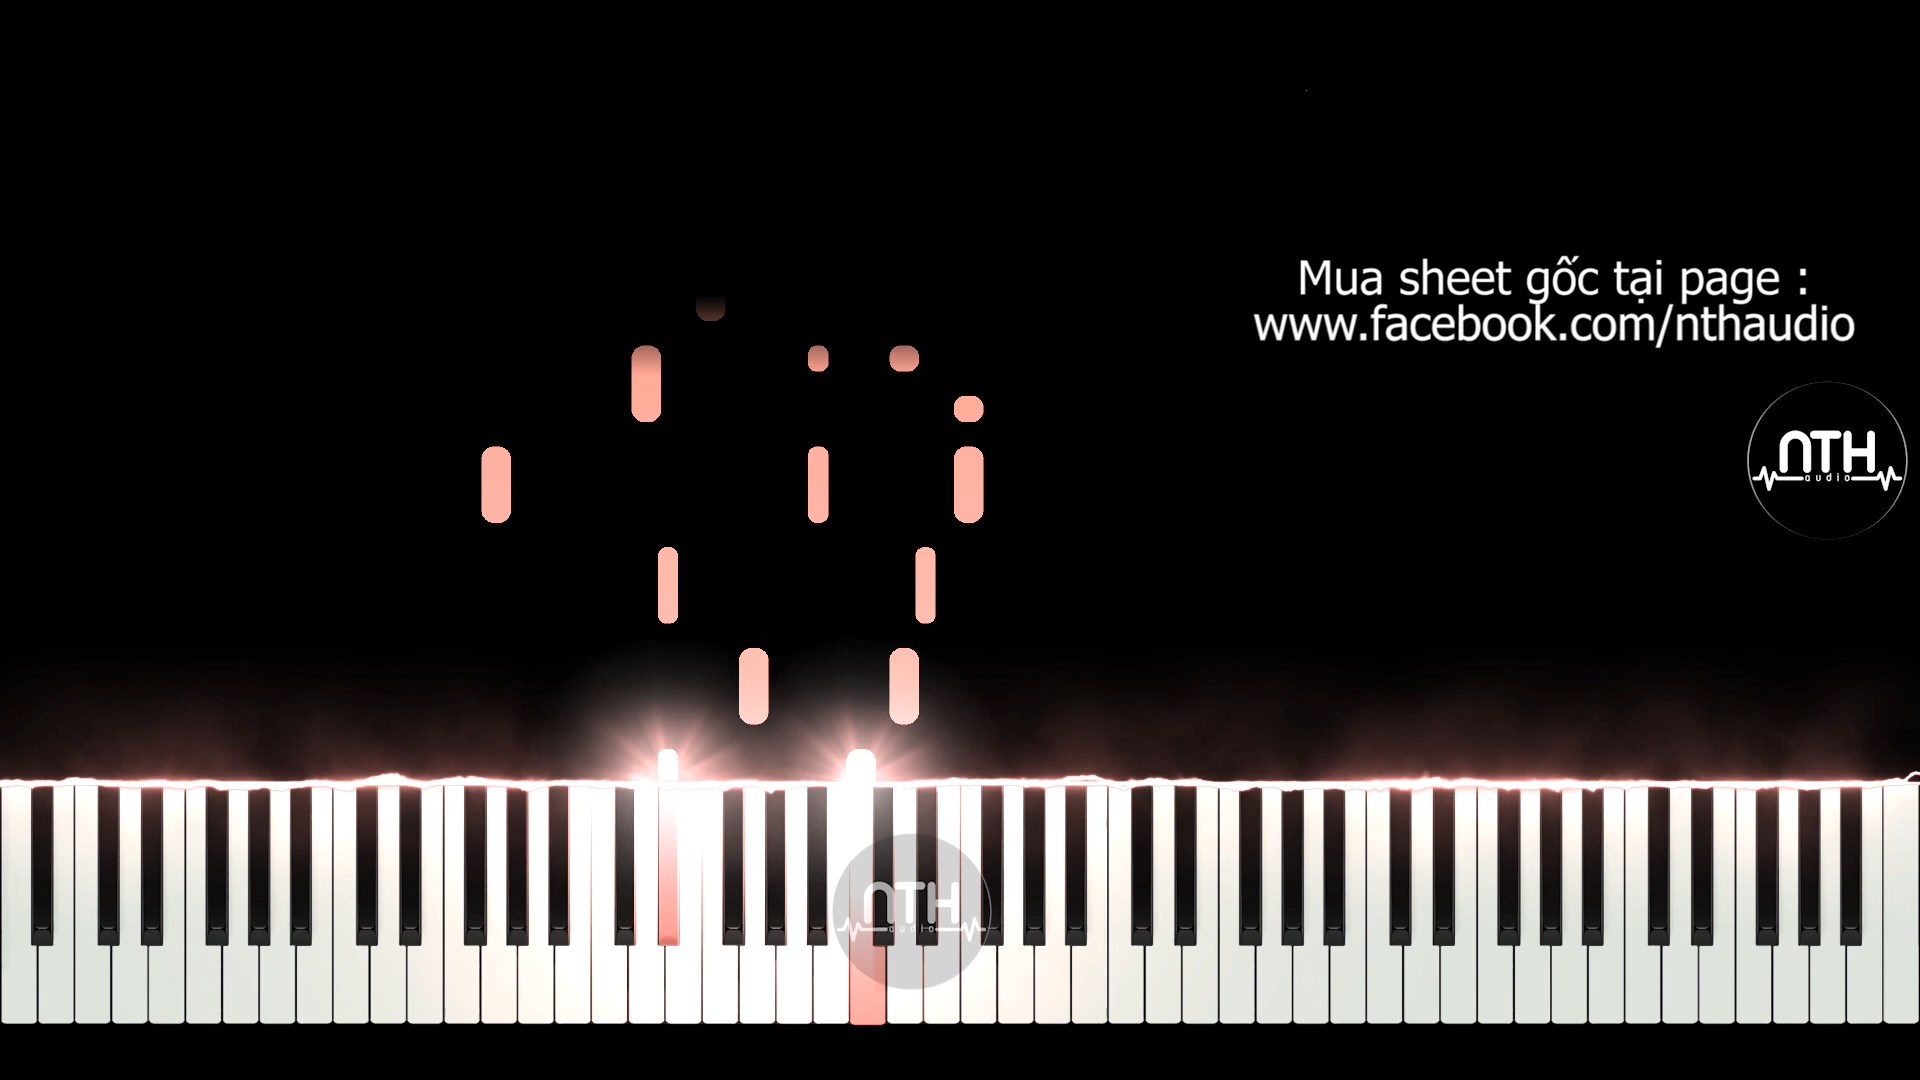 Mua sheet gốc tại page :
www.facebook.com/nthaudio
NTH
audio
NTH
audio